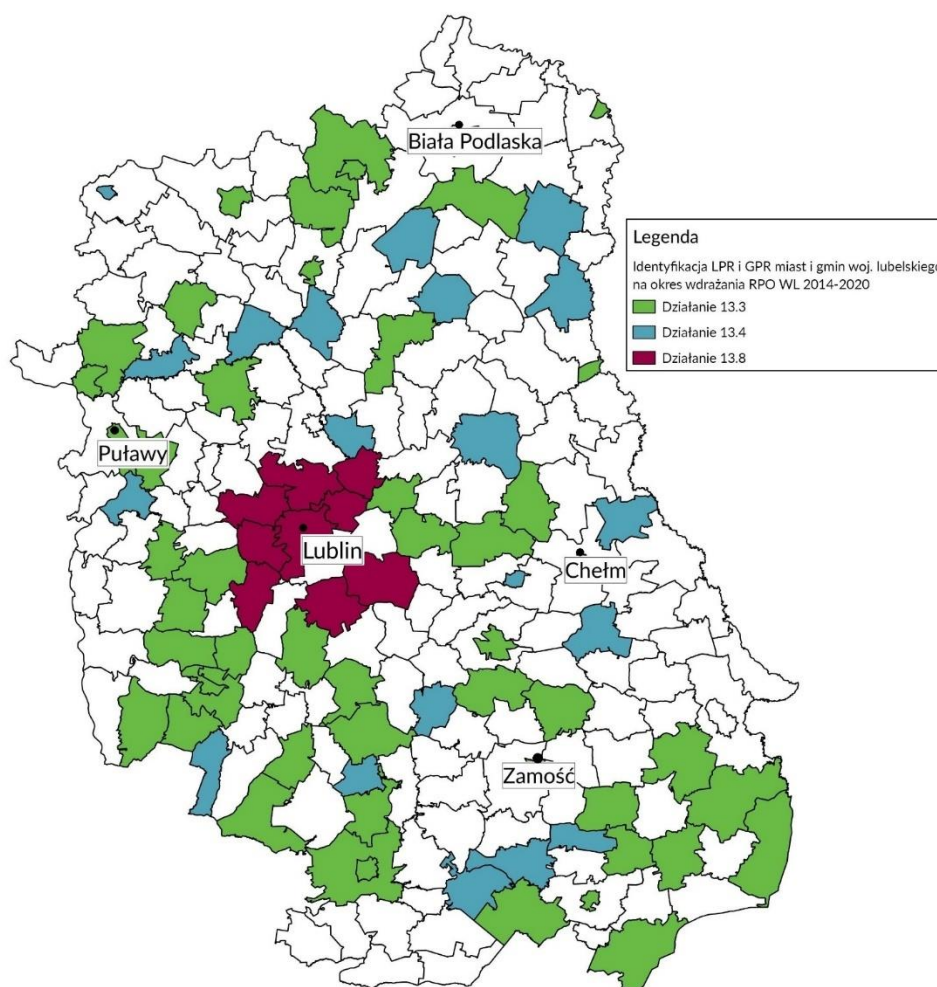 Biała Podlaska
Legenda
Identyfikacja LPR i GPR miast i gmin woj. lubelskiego
na okres wdrażania RPO WL 2014-2020
Działanie 13.3
Działanie 13.4
Działanie 13.8
Puławy
Lublin
Chełm
Zamość